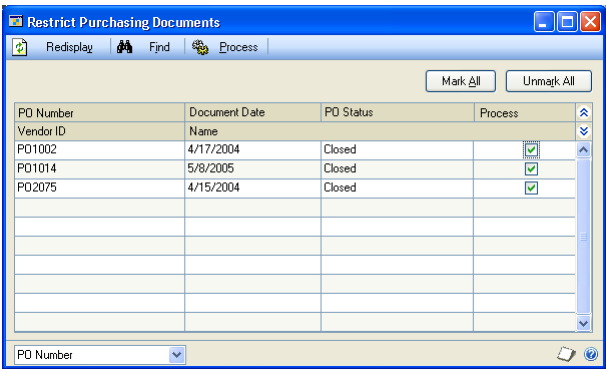 Restrict Purchasing Documents
Redisplay Find Process
Mark All Unmark All
PO Number Document Date PO Status Process
Vendor ID Name
PO1002 4/17/2004 Closed
PO1014 5/8/2005 Closed
PO2075 4/15/2004 Closed
PO Number